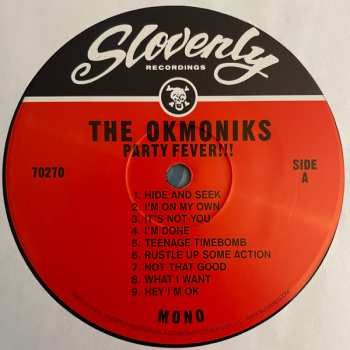 Slovenly
RECORDINGS
THE OKMONIKS
PARTY FEVER!!!
70270
SIDE
A
1. HIDE AND SEEK
2. I'M ON MY OWN
3. IT'S NOT YOU
4. I'M DONE
5. TEENAGE TIMEBOMB
6. RUSTLE UP SOME ACTION
7. NOT THAT GOOD
8. WHAT I WANT
9. HEY I'M OK
MONO